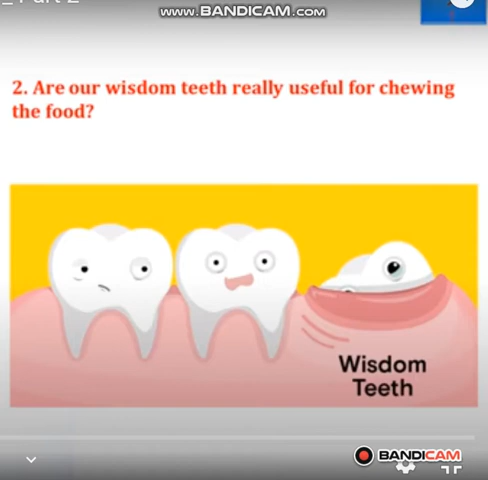 www.BANDICAM.com
2. Are our wisdom teeth really useful for chewing
the food?
Wisdom
Teeth
BANDICAM